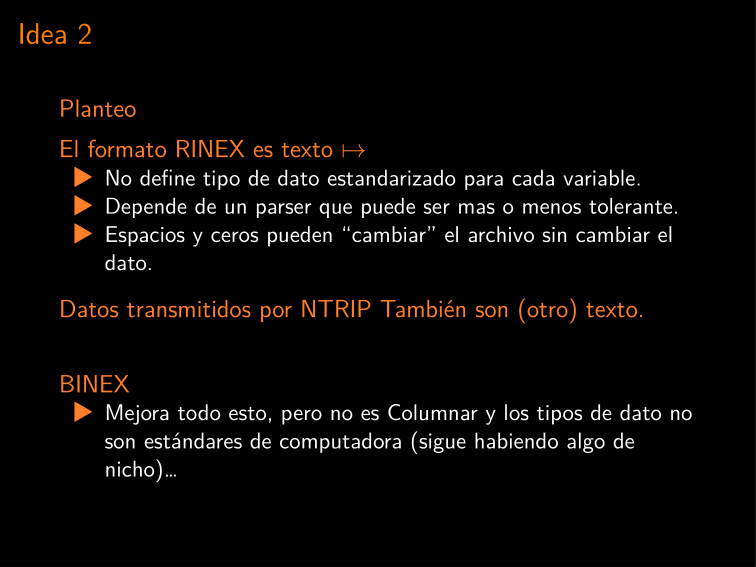 Idea 2
Planteo
El formato RINEX es texto ↦
▶ No define tipo de dato estandarizado para cada variable.
▶ Depende de un parser que puede ser mas o menos tolerante.
▶ Espacios y ceros pueden “cambiar” el archivo sin cambiar el
dato.
Datos transmitidos por NTRIP También son (otro) texto.
BINEX
▶ Mejora todo esto, pero no es Columnar y los tipos de dato no
son estándares de computadora (sigue habiendo algo de
nicho)…